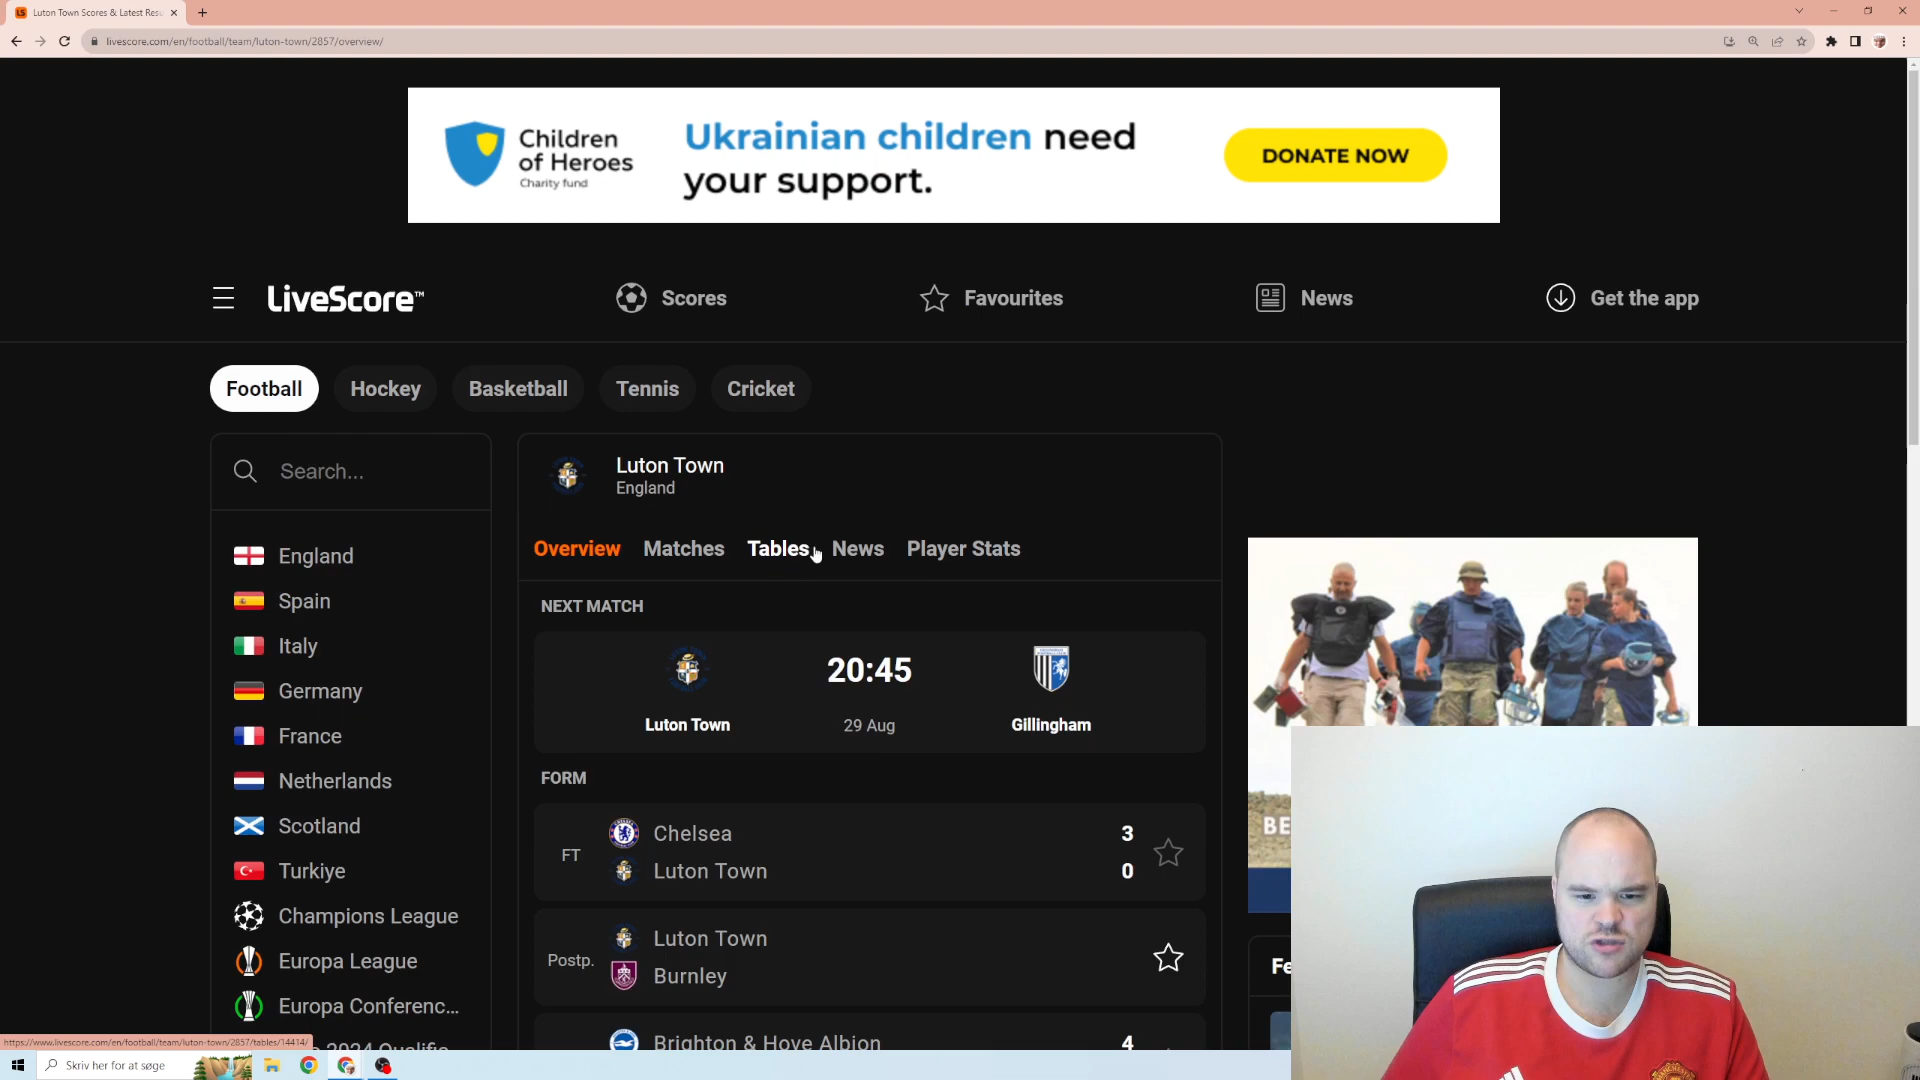 Luton Town Scores & Latest Res
livescore.com/en/football/team/luton-town/2857/overview/
Children of Heroes
Charity fund
Ukrainian children need
your support.
DONATE NOW
LiveScore™
Scores
Favourites
News
Get the app
Football
Hockey
Basketball
Tennis
Cricket
Search...
England
Spain
Italy
Germany
France
Netherlands
Scotland
Turkiye
Champions League
Europa League
Europa Conferenc...
Luton Town
England
Overview
Matches
Tables
News
Player Stats
NEXT MATCH
Luton Town
20:45
29 Aug
Gillingham
FORM
FT
Chelsea 3
Luton Town 0
Postp.
Luton Town
Burnley
Brighton & Hove Albion 4
BE
Fe
https://www.livescore.com/en/football/team/luton-town/2857/tables/14414/
Skriv her for at søge